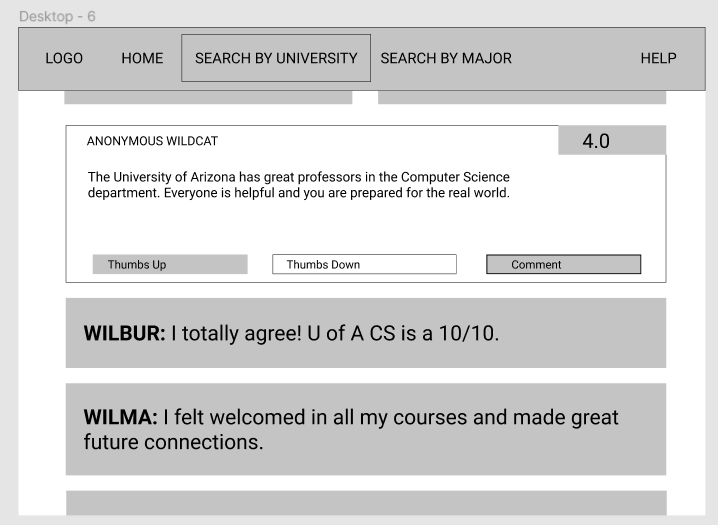 Desktop - 6
LOGO HOME SEARCH BY UNIVERSITY SEARCH BY MAJOR HELP
ANONYMOUS WILDCAT 4.0
The University of Arizona has great professors in the Computer Science
department. Everyone is helpful and you are prepared for the real world.
Thumbs Up Thumbs Down Comment
WILBUR: I totally agree! U of A CS is a 10/10.
WILMA: I felt welcomed in all my courses and made great
future connections.